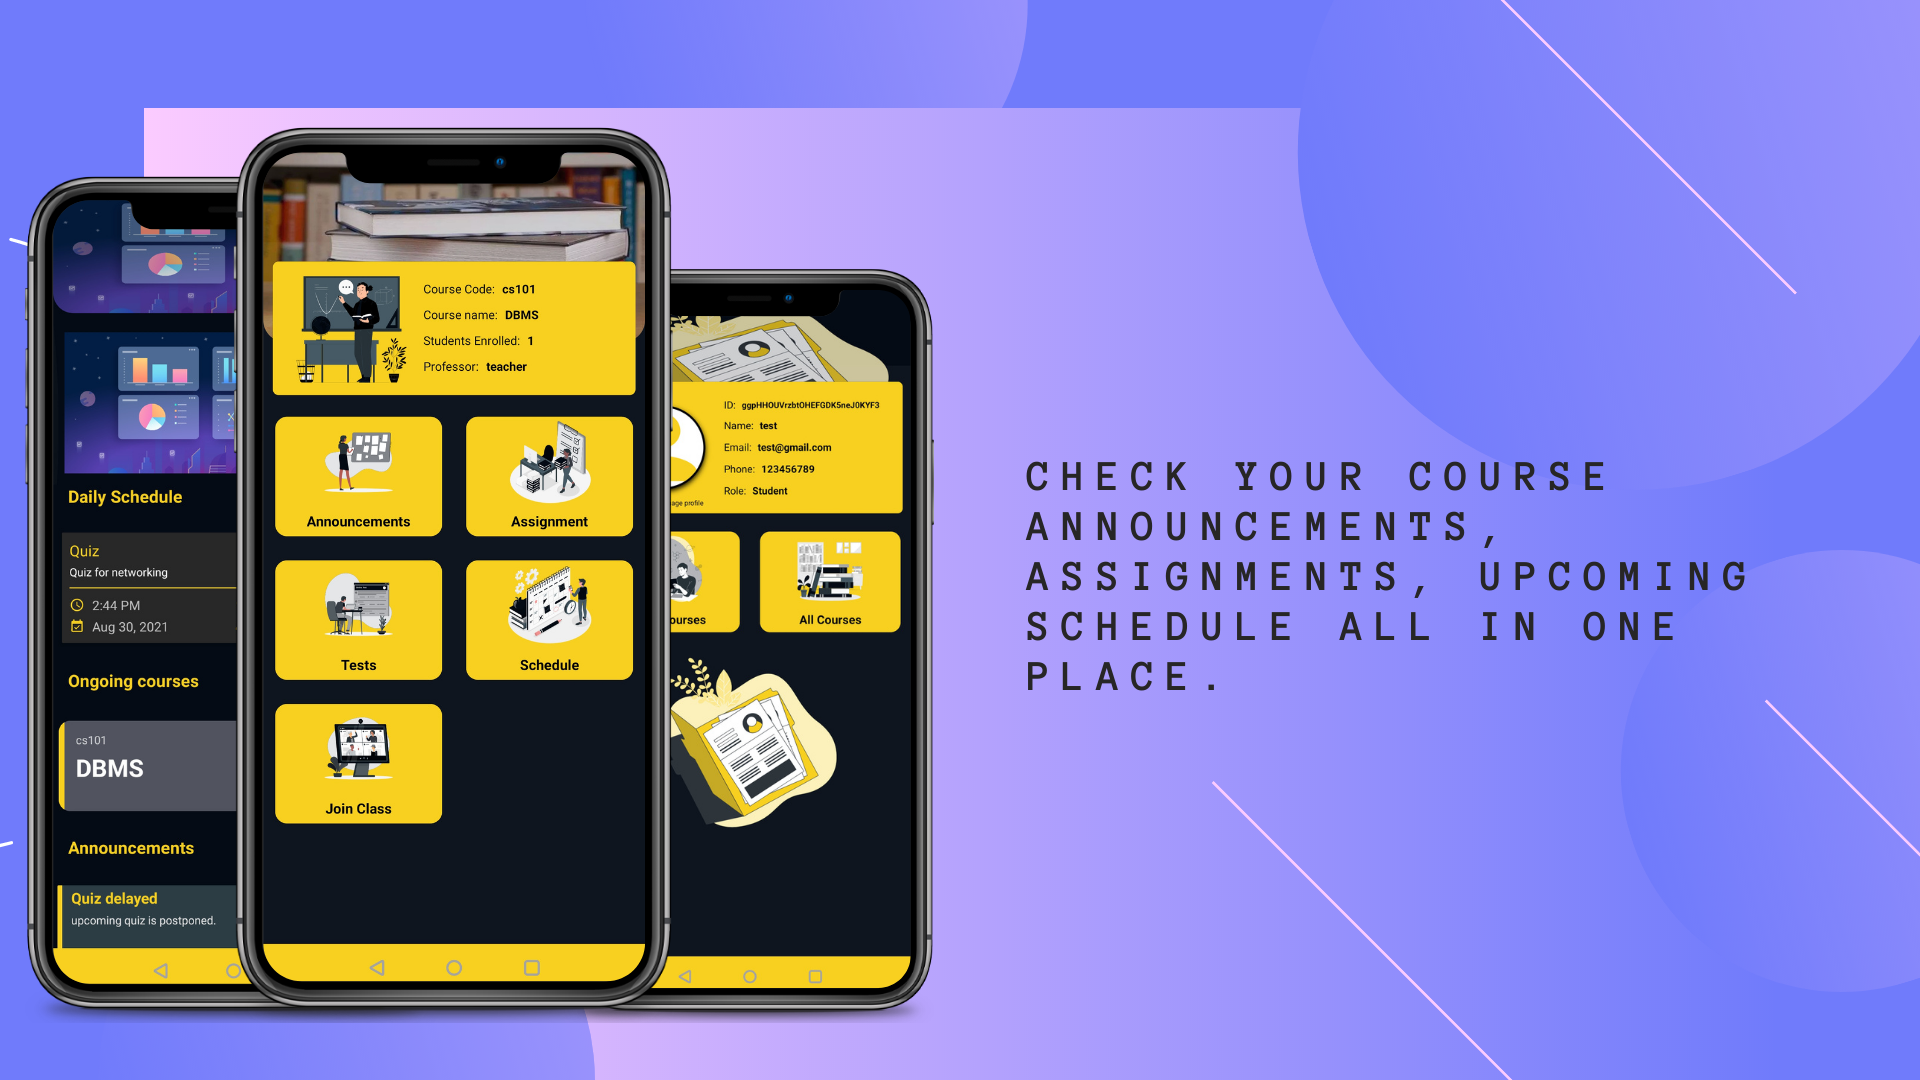 Daily Schedule
Quiz
Quiz for networking
2:44 PM
Aug 30, 2021
Ongoing courses
cs101
DBMS
Announcements
Quiz delayed
upcoming quiz is postponed.
Course Code: cs101
Course name: DBMS
Students Enrolled: 1
Professor: teacher
Announcements
Assignment
Tests
Schedule
Join Class
ID: ggpHHOUVrzbtOHEFGDK5neJ0KYF3
Name: test
Email: test@gmail.com
Phone: 123456789
Role: Student
age profile
ourses
All Courses
CHECK YOUR COURSE
ANNOUNCEMENTS,
ASSIGNMENTS, UPCOMING
SCHEDULE ALL IN ONE
PLACE.